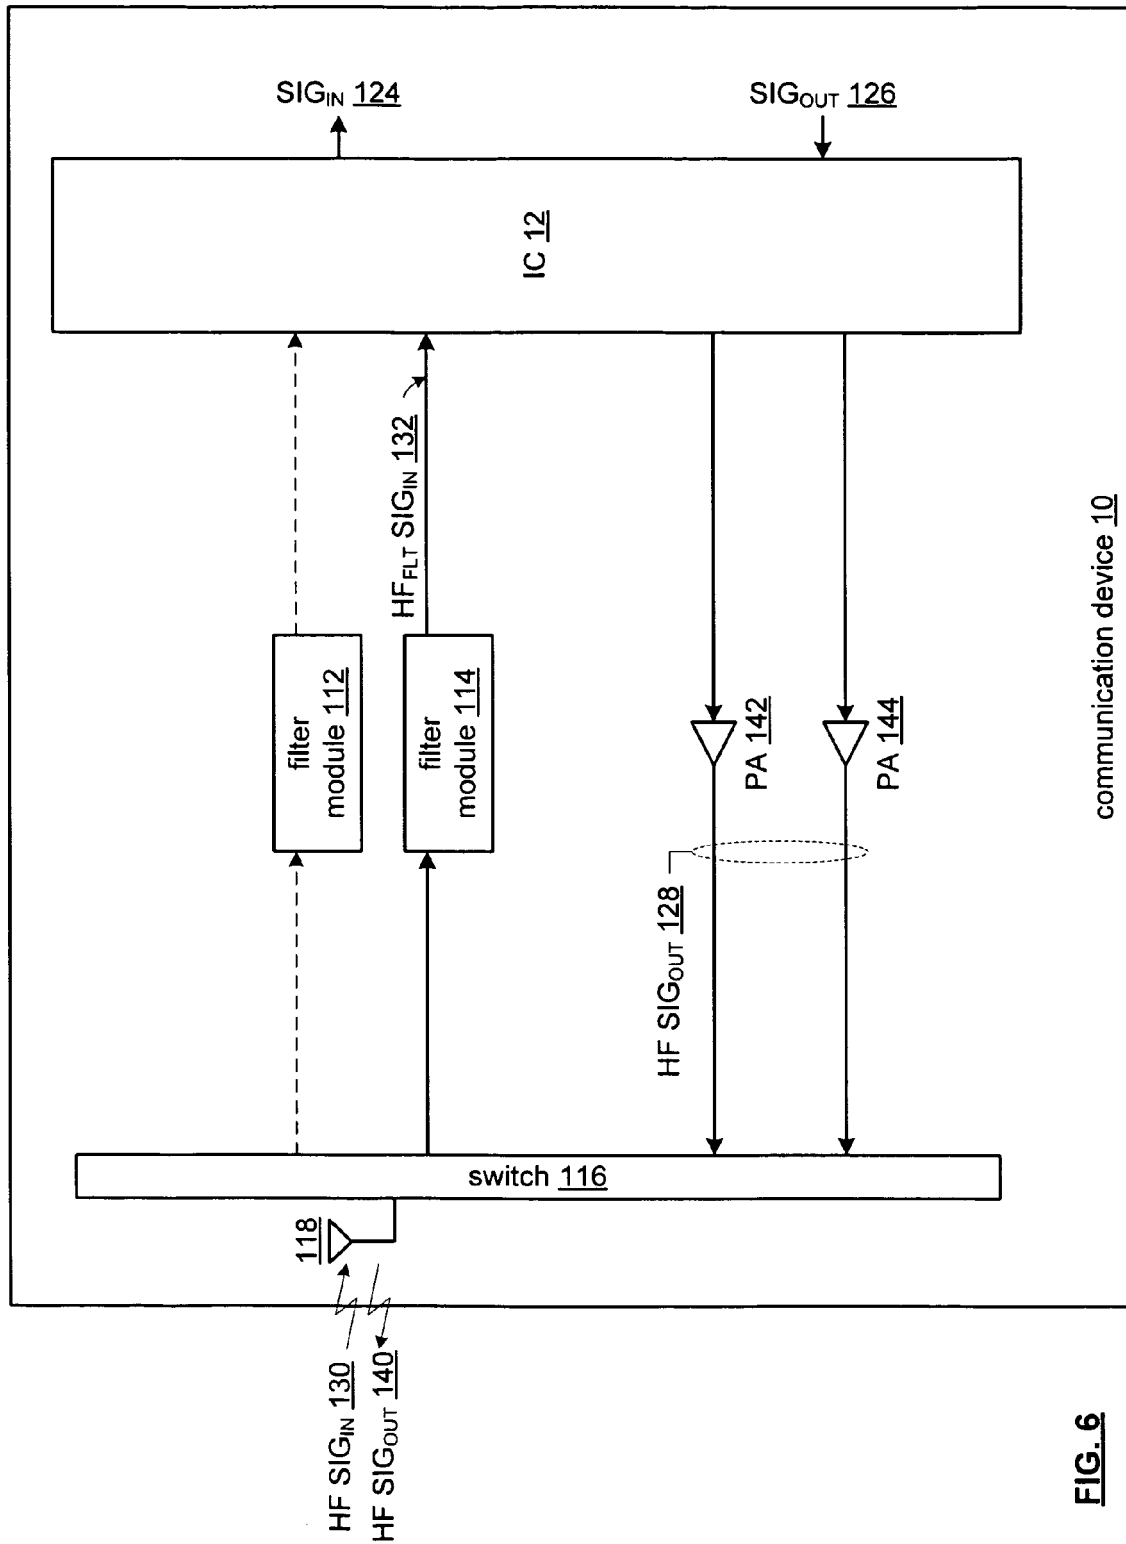 SIGIN 124
SIGOUT 126
IC 12
HFFLT SIGIN 132
filter
module 112
filter
module 114
PA 142
PA 144
HF SIGOUT 128
switch 116
118
HF SIGIN 130
HF SIGOUT 140
communication device 10
FIG. 6